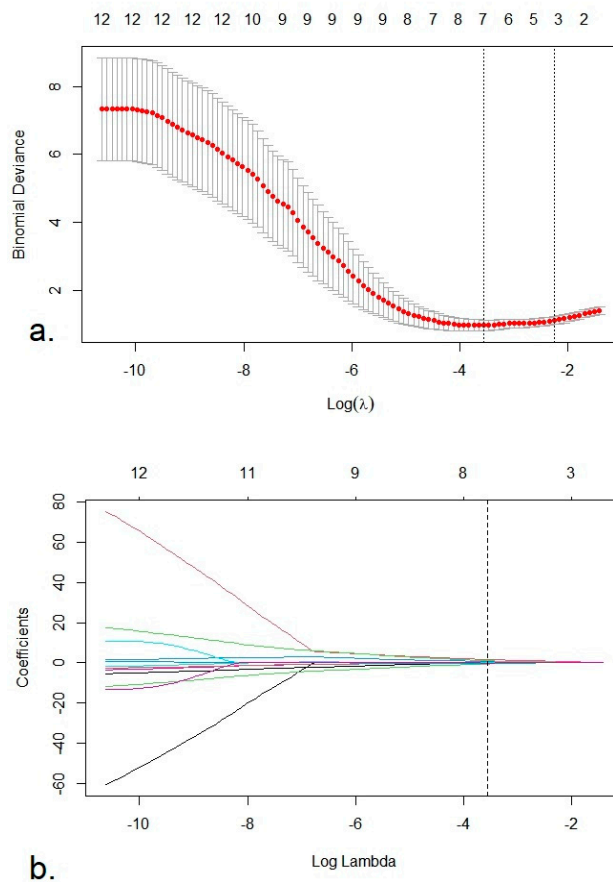 12 12 12 12 12 10 9 9 9 9 9 8 7 8 7 6 5 3 2
8
6
4
2
Binomial Deviance
a.
-10 -8 -6 -4 -2
Log(λ)
12 11 9 8 3
80
60
40
20
0
-20
-40
-60
Coefficients
-10 -8 -6 -4 -2
Log Lambda
b.